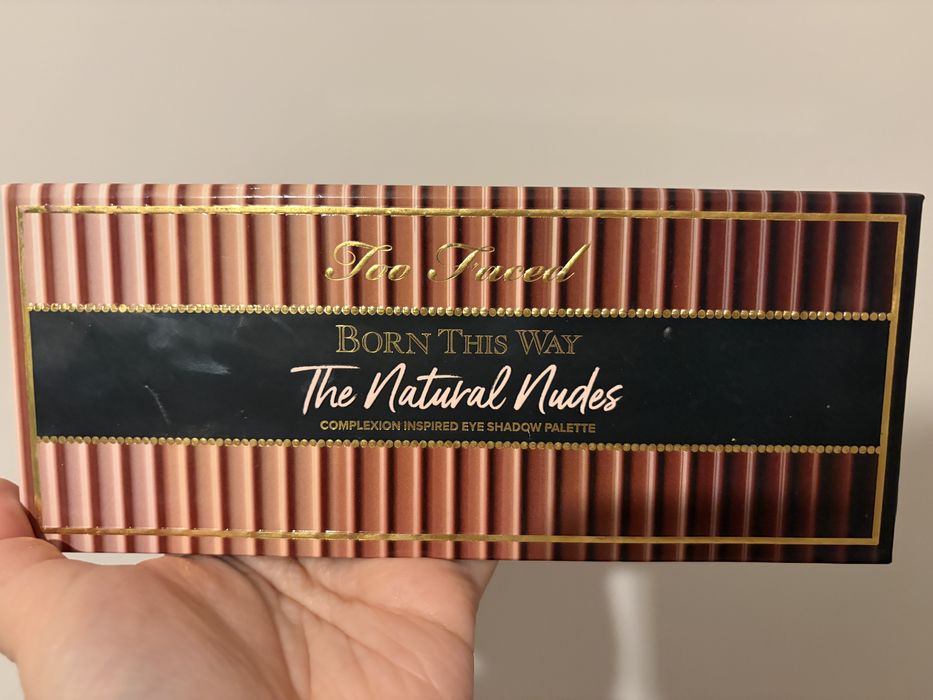 Too Faced
BORN THIS WAY
The Natural Nudes
COMPLEXION INSPIRED EYE SHADOW PALETTE